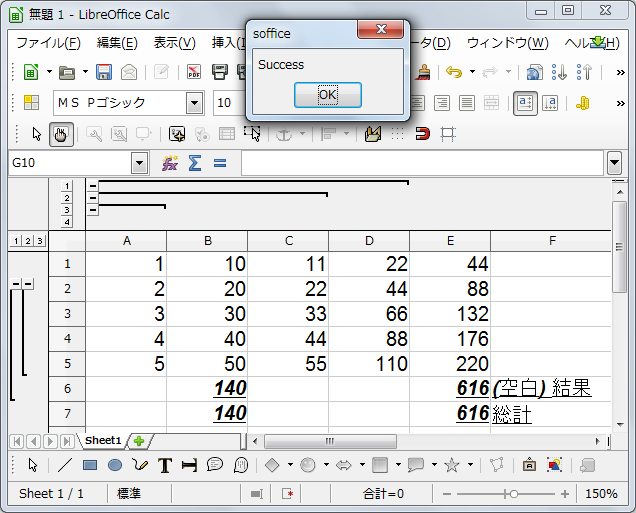 無題 1 - LibreOffice Calc
soffice
Success
OK
ファイル(F) 編集(E) 表示(V) 挿入(I ータ(D) ウィンドウ(W) ヘル (H)
ＭＳ Ｐゴシック 10
G10
1
2
3
4
1 2 3
A B C D E F
1 1 10 11 22 44
2 2 20 22 44 88
3 3 30 33 66 132
4 4 40 44 88 176
5 5 50 55 110 220
6 140 616 (空白) 結果
7 140 616 総計
Sheet1
Sheet 1 / 1 標準 合計=0 150%